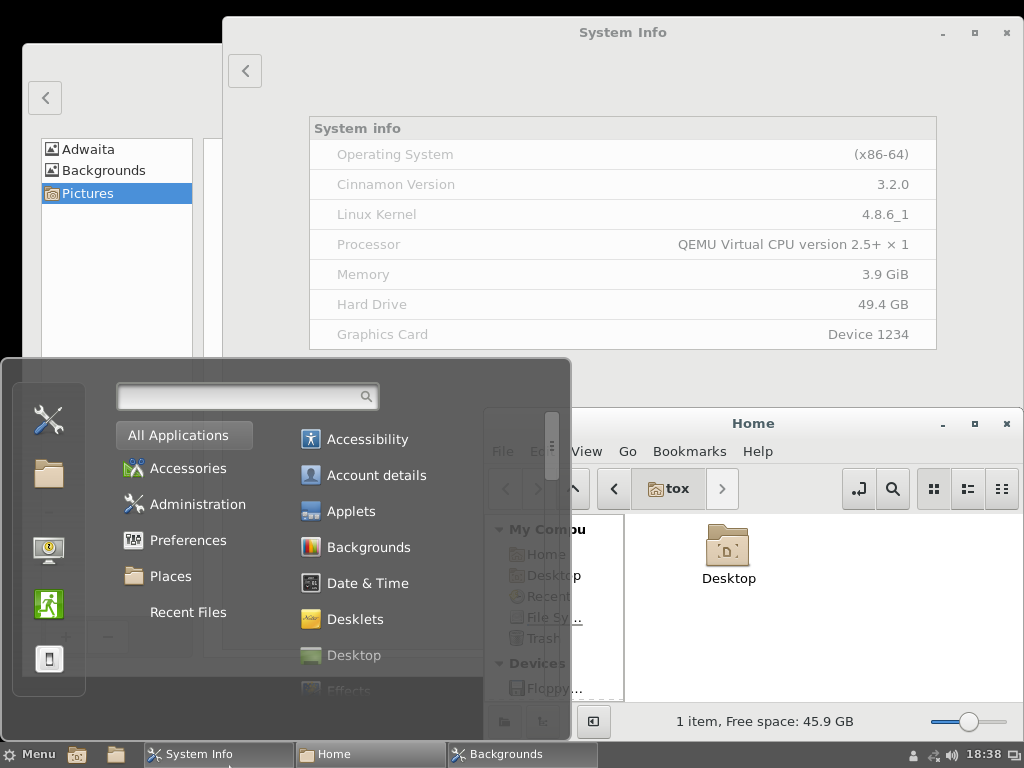 System Info
Adwaita
Backgrounds
Pictures
System info
Operating System (x86-64)
Cinnamon Version 3.2.0
Linux Kernel 4.8.6_1
Processor QEMU Virtual CPU version 2.5+ × 1
Memory 3.9 GiB
Hard Drive 49.4 GB
Graphics Card Device 1234
All Applications
Accessories
Administration
Preferences
Places
Recent Files
Accessibility
Account details
Applets
Backgrounds
Date & Time
Desklets
Desktop
Effects
Home
File Edit View Go Bookmarks Help
tox
My Compu
Home
Desktop
Recent
File Sy...
Trash
Devices
Floppy...
Desktop
1 item, Free space: 45.9 GB
Menu
System Info
Home
Backgrounds
18:38